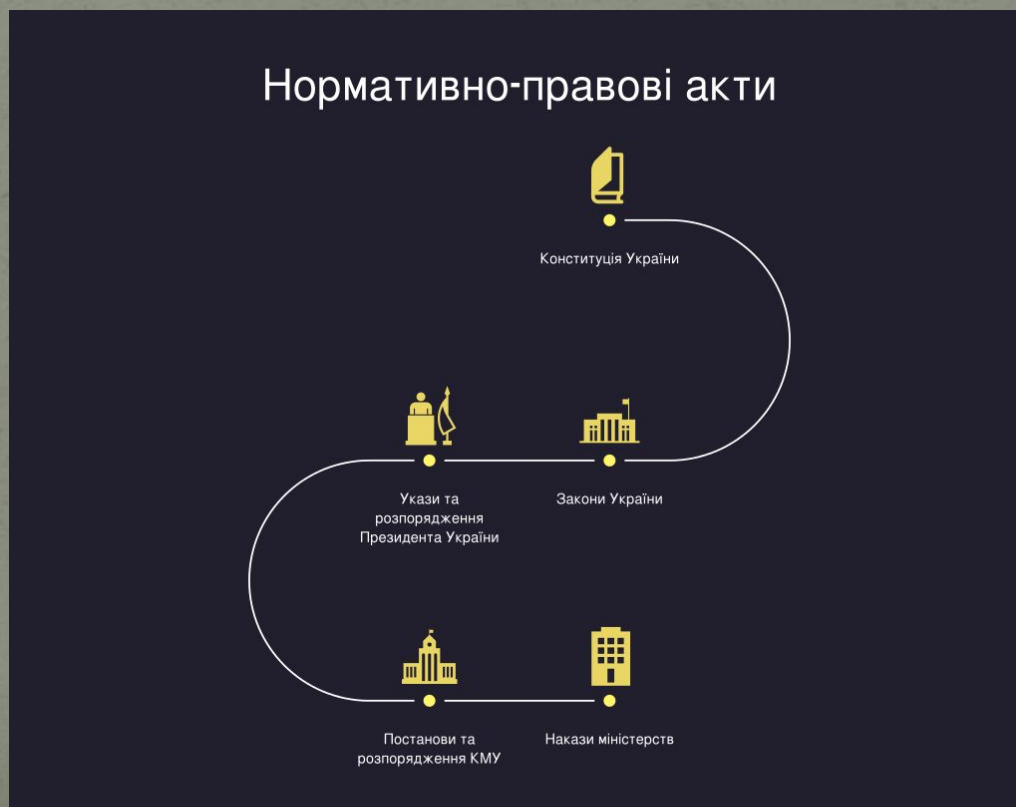 Нормативно-правові акти
Конституція України
Укази та
розпорядження
Президента України
Закони України
Постанови та
розпорядження КМУ
Накази міністерств